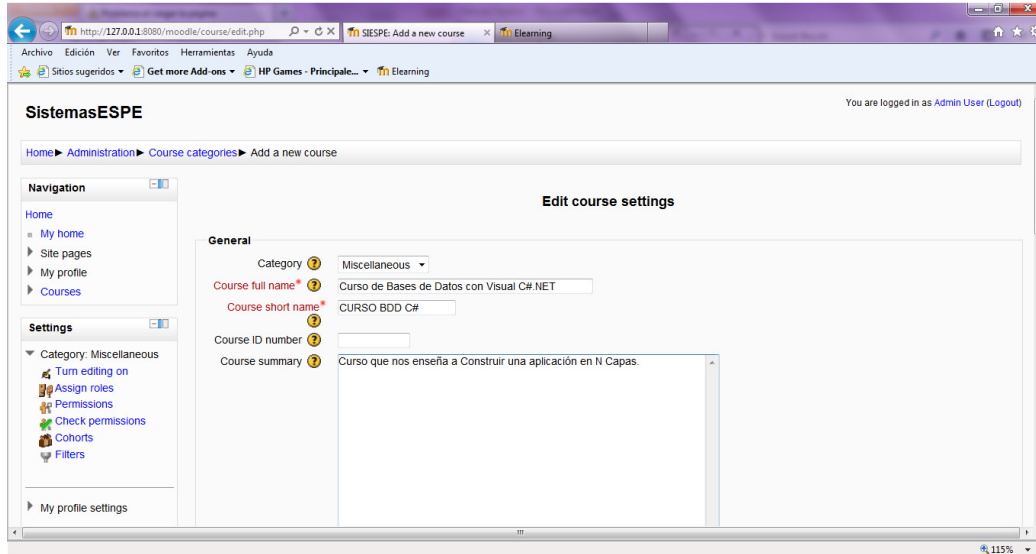 http://127.0.0.1:8080/moodle/course/edit.php
SIESPE: Add a new course
Elearning
Archivo Edición Ver Favoritos Herramientas Ayuda
Sitios sugeridos Get more Add-ons HP Games - Principale... Elearning
SistemasESPE
You are logged in as Admin User (Logout)
Home Administration Course categories Add a new course
Navigation
Home
My home
Site pages
My profile
Courses
Settings
Category: Miscellaneous
Turn editing on
Assign roles
Permissions
Check permissions
Cohorts
Filters
My profile settings
Edit course settings
General
Category Miscellaneous
Course full name* Curso de Bases de Datos con Visual C#.NET
Course short name* CURSO BDD C#
Course ID number
Course summary Curso que nos enseña a Construir una aplicación en N Capas.
115%